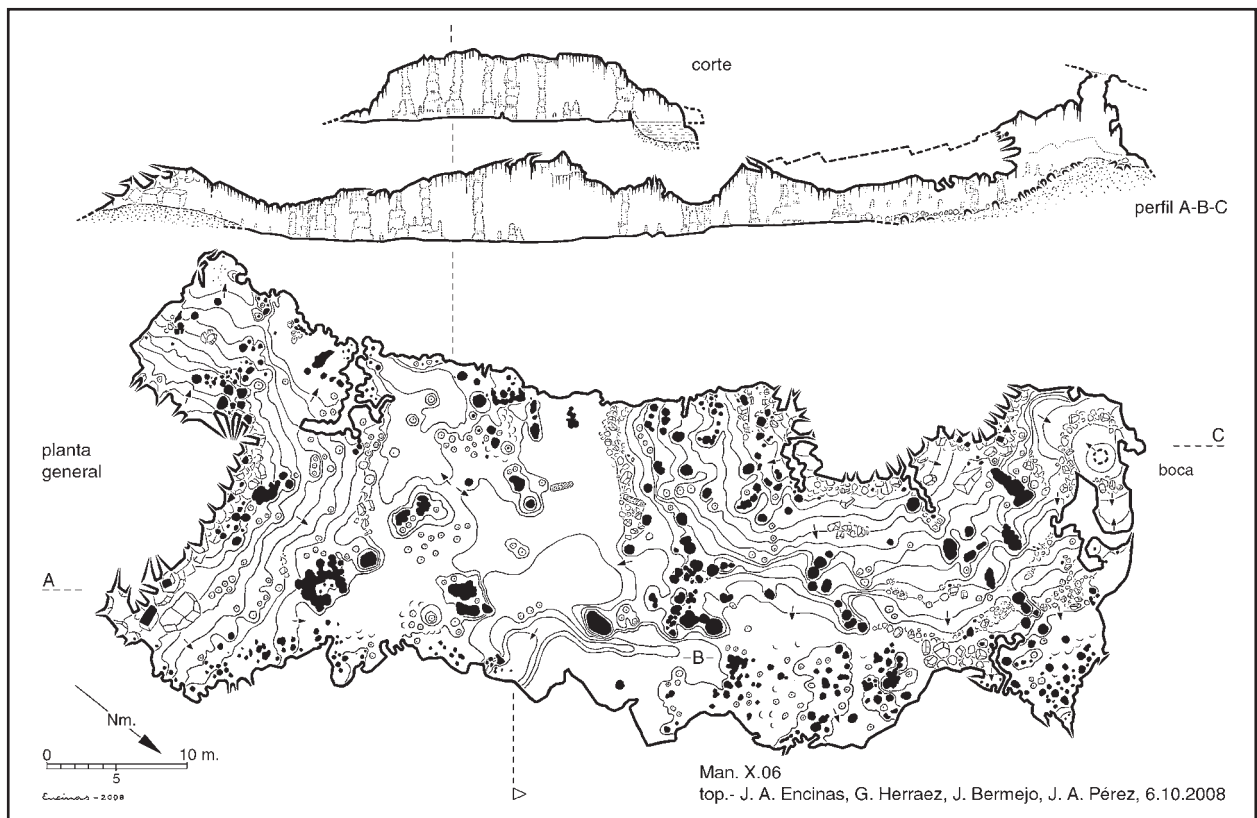 corte
perfil A-B-C
planta
general
C
boca
A
B
Nm.
0 10 m.
5
Encinas - 2008
Man. X.06
top.- J. A. Encinas, G. Herraez, J. Bermejo, J. A. Pérez, 6.10.2008